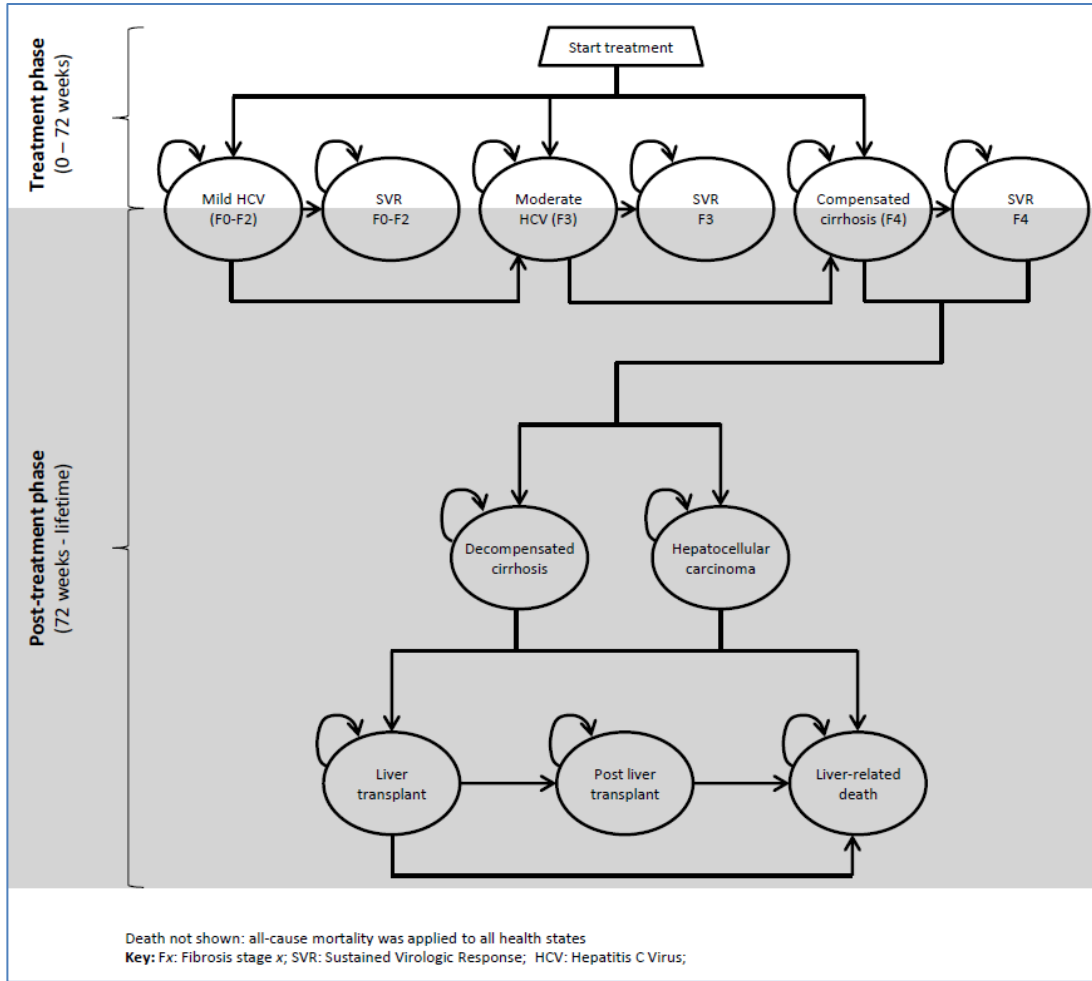 Treatment phase
(0 – 72 weeks)
Start treatment
Mild HCV
(F0-F2)
SVR
F0-F2
Moderate
HCV (F3)
SVR
F3
Compensated
cirrhosis (F4)
SVR
F4
Post-treatment phase
(72 weeks - lifetime)
Decompensated
cirrhosis
Hepatocellular
carcinoma
Liver
transplant
Post liver
transplant
Liver-related
death
Death not shown: all-cause mortality was applied to all health states
Key: Fx: Fibrosis stage x; SVR: Sustained Virologic Response; HCV: Hepatitis C Virus;